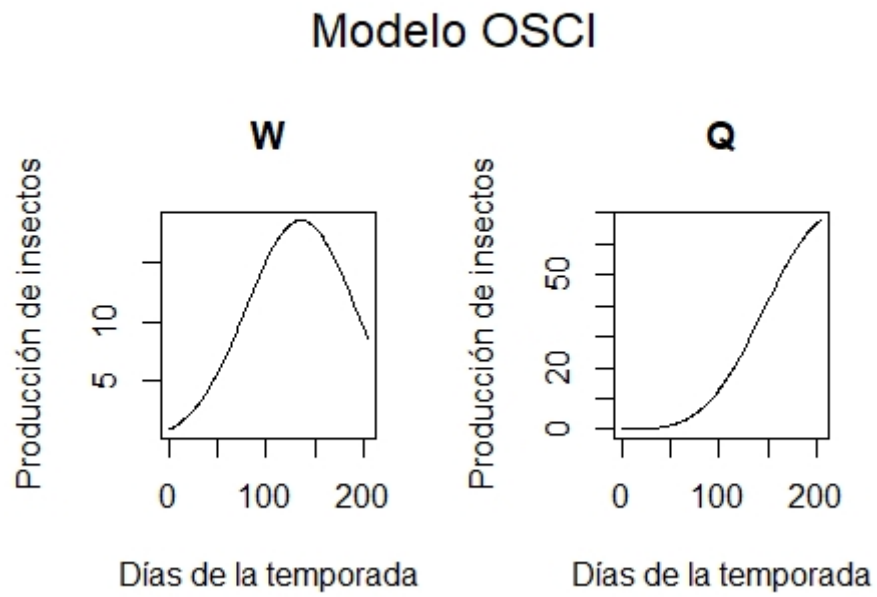 Modelo OSCI
W
Producción de insectos
10
5
0 100 200
Días de la temporada
Q
Producción de insectos
50
20
0
0 100 200
Días de la temporada